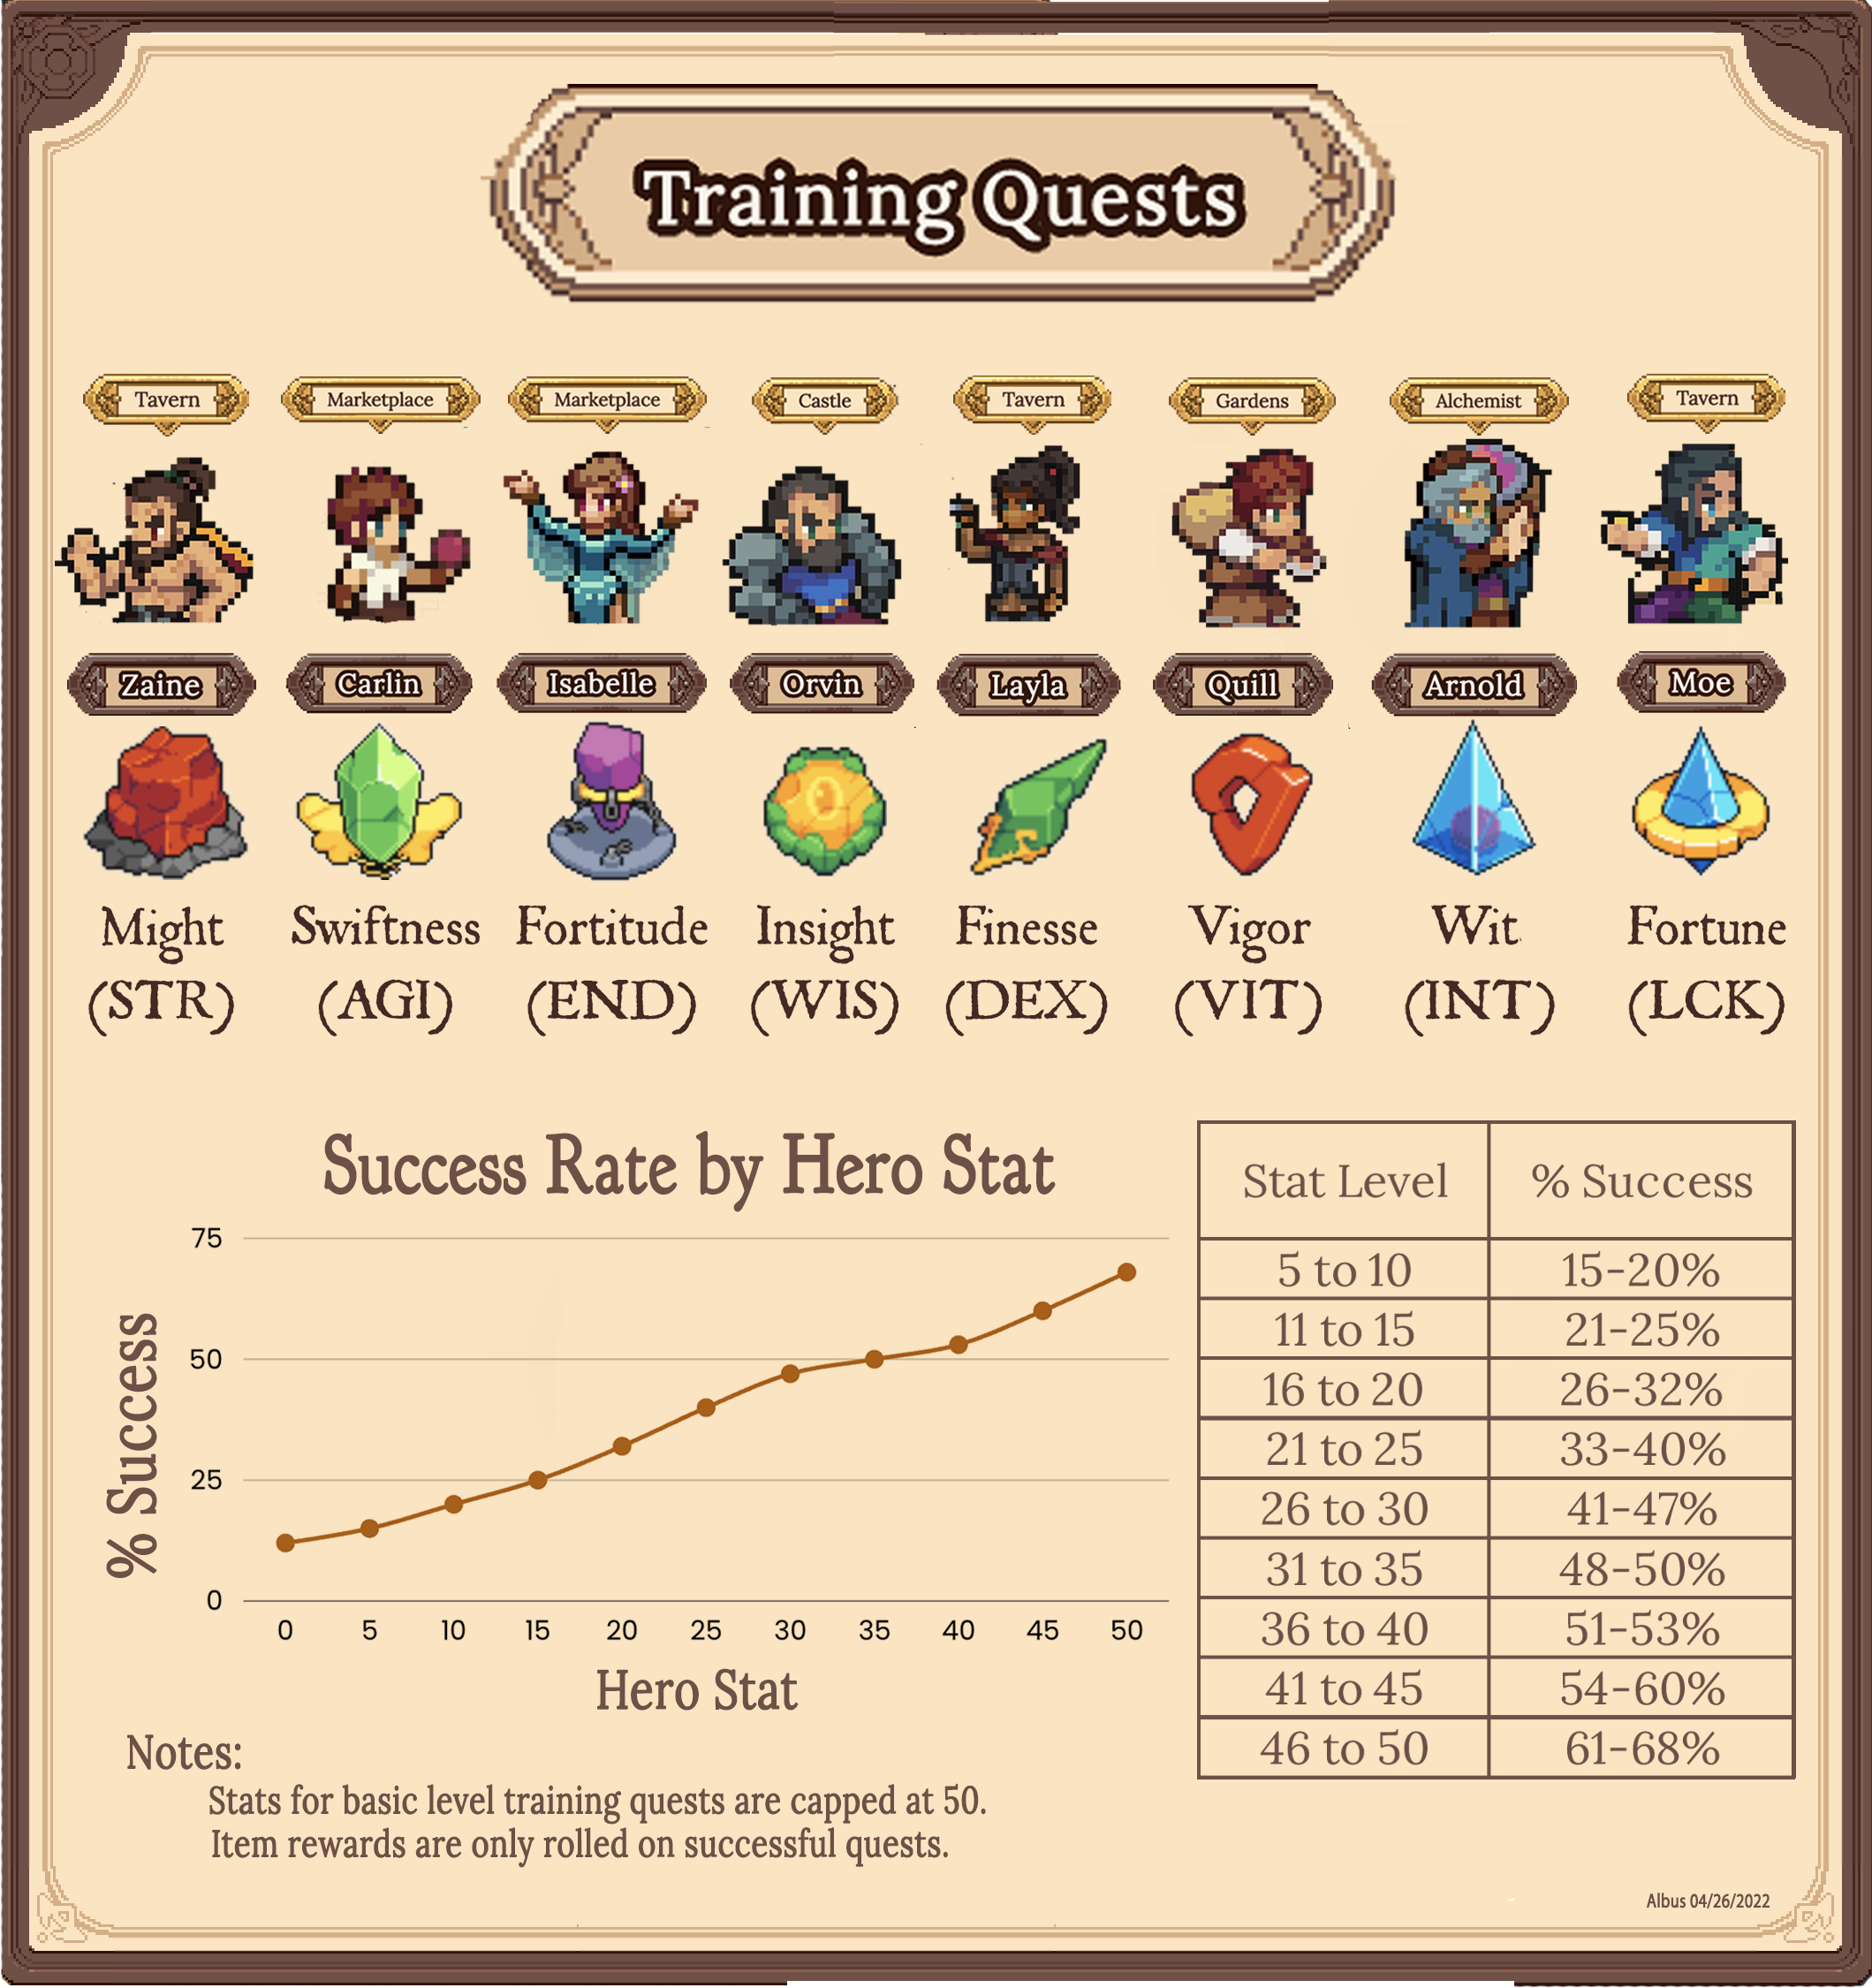 Training Quests
Tavern
Marketplace
Marketplace
Castle
Tavern
Gardens
Alchemist
Tavern
Zaine
Carlin
Isabelle
Orvin
Layla
Quill
Arnold
Moe
Might
(STR)
Swiftness
(AGI)
Fortitude
(END)
Insight
(WIS)
Finesse
(DEX)
Vigor
(VIT)
Wit
(INT)
Fortune
(LCK)
Success Rate by Hero Stat
% Success
75
50
25
0
0 5 10 15 20 25 30 35 40 45 50
Hero Stat
Stat Level % Success
5 to 10 15-20%
11 to 15 21-25%
16 to 20 26-32%
21 to 25 33-40%
26 to 30 41-47%
31 to 35 48-50%
36 to 40 51-53%
41 to 45 54-60%
46 to 50 61-68%
Notes:
Stats for basic level training quests are capped at 50.
Item rewards are only rolled on successful quests.
Albus 04/26/2022